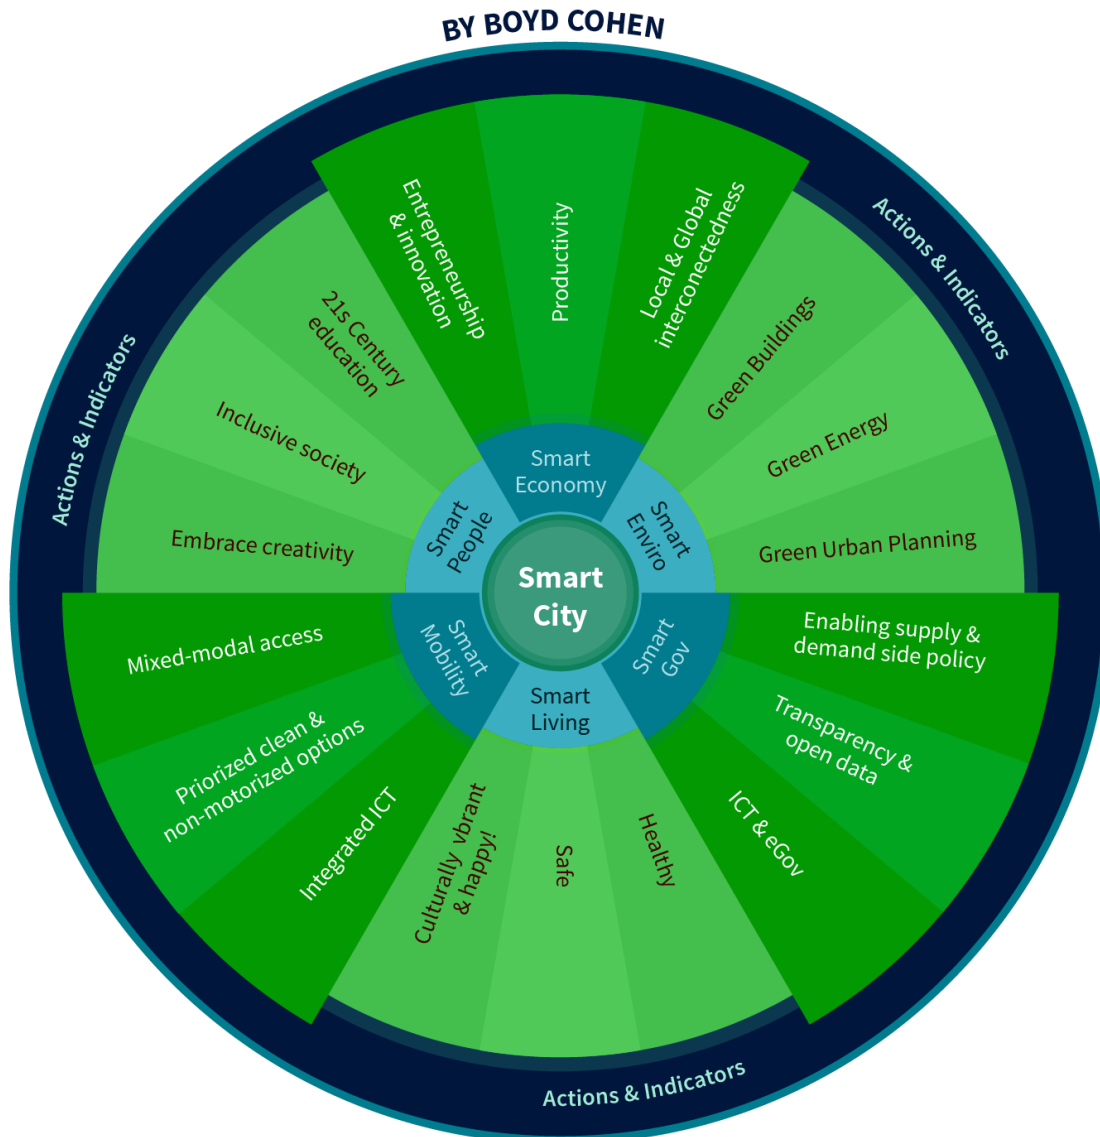 BY BOYD COHEN
Actions & Indicators
Actions & Indicators
Actions & Indicators
Entrepreneurship
& innovation
Productivity
Local & Global
interconnectedness
Green Buildings
Green Energy
Green Urban Planning
Enabling supply &
demand side policy
Transparency &
open data
ICT & eGov
Healthy
Safe
Culturally vibrant
& happy!
Integrated ICT
Priorized clean &
non-motorized options
Mixed-modal access
Embrace creativity
Inclusive society
21s Century
education
Smart
Economy
Smart
Enviro
Smart
Gov
Smart
Living
Smart
Mobility
Smart
People
Smart
City